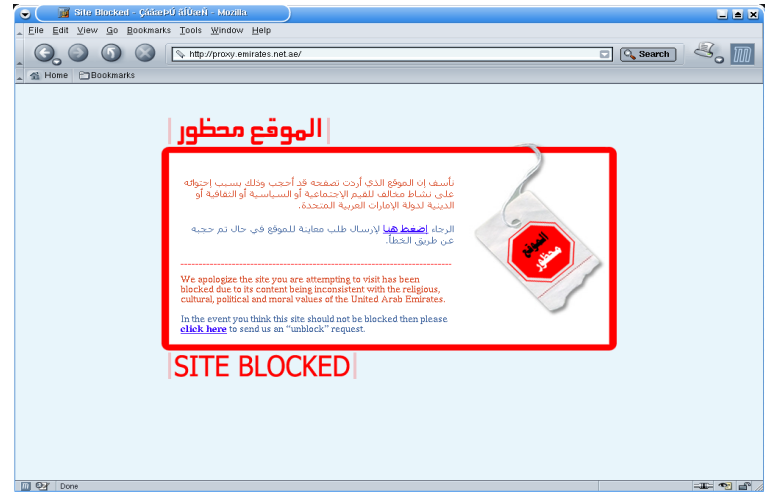 Site Blocked - ÇáãæÞÚ ãÍÙæÑ - Mozilla
File Edit View Go Bookmarks Tools Window Help
http://proxy.emirates.net.ae/
Search
Home Bookmarks
الموقع محظور
نأسف إن الموقع الذي أردت تصفحه قد أحجب وذلك بسبب إحتوائه
على نشاط مخالف للقيم الإجتماعية أو السياسية أو الثقافية أو
الدينية لدولة الإمارات العربية المتحدة.
الرجاء إضغط هنا لإرسال طلب معاينة للموقع في حال تم حجبه
عن طريق الخطأ.
الموقع
محظور
We apologize the site you are attempting to visit has been
blocked due to its content being inconsistent with the religious,
cultural, political and moral values of the United Arab Emirates.
In the event you think this site should not be blocked then please
click here to send us an “unblock” request.
SITE BLOCKED
Done